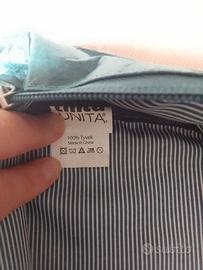 UNITA
100% Tyvek
Made in China
subito